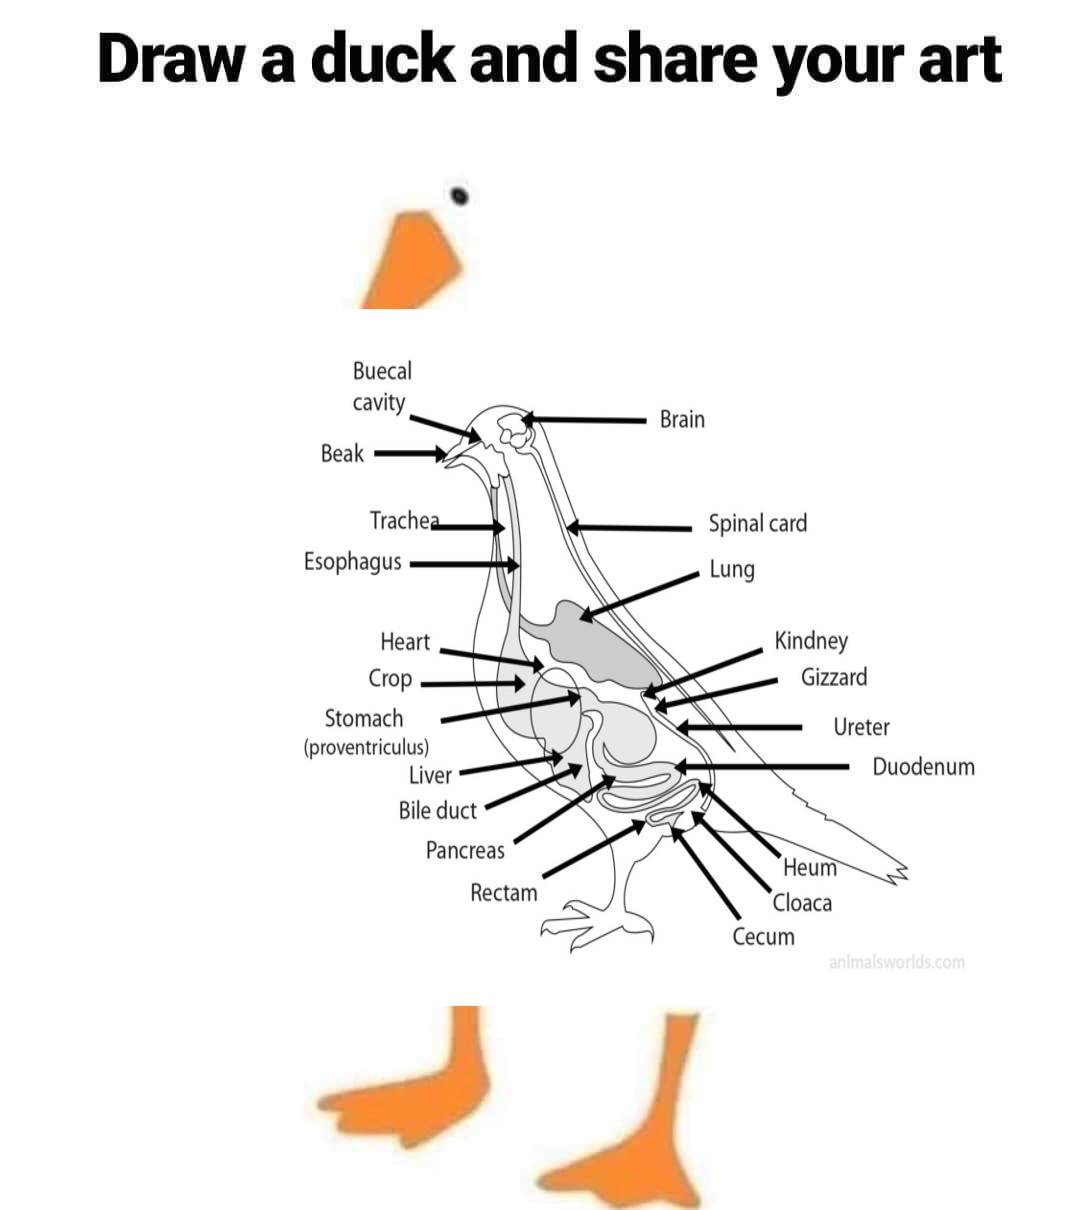 Draw a duck and share your art
Buecal
cavity
Brain
Beak
Trachea
Spinal card
Esophagus
Lung
Heart
Kindney
Crop
Gizzard
Stomach
(proventriculus)
Ureter
Liver
Duodenum
Bile duct
Pancreas
Heum
Rectam
Cloaca
Cecum
animalsworlds.com